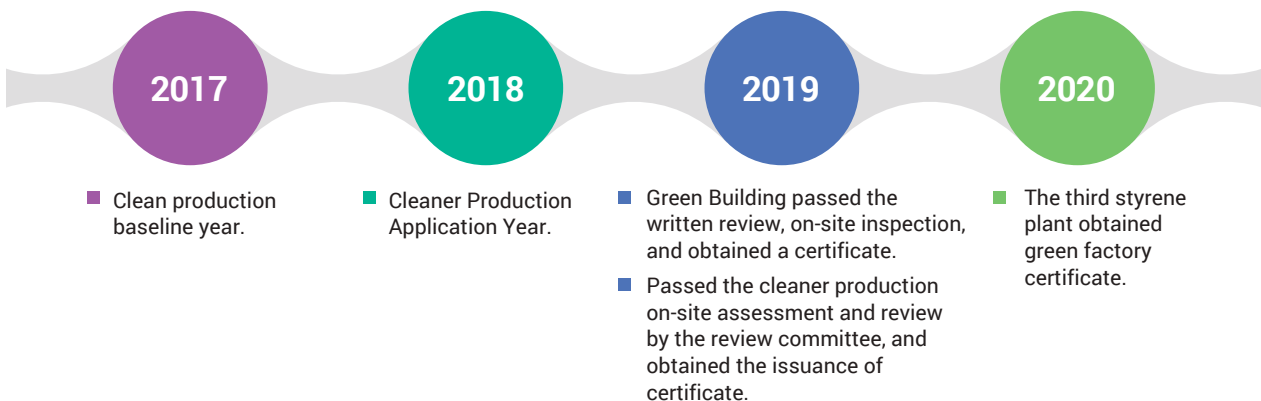 2017
2018
2019
2020
Clean production
baseline year.
Cleaner Production
Application Year.
Green Building passed the
written review, on-site inspection,
and obtained a certificate.
Passed the cleaner production
on-site assessment and review
by the review committee, and
obtained the issuance of
certificate.
The third styrene
plant obtained
green factory
certificate.